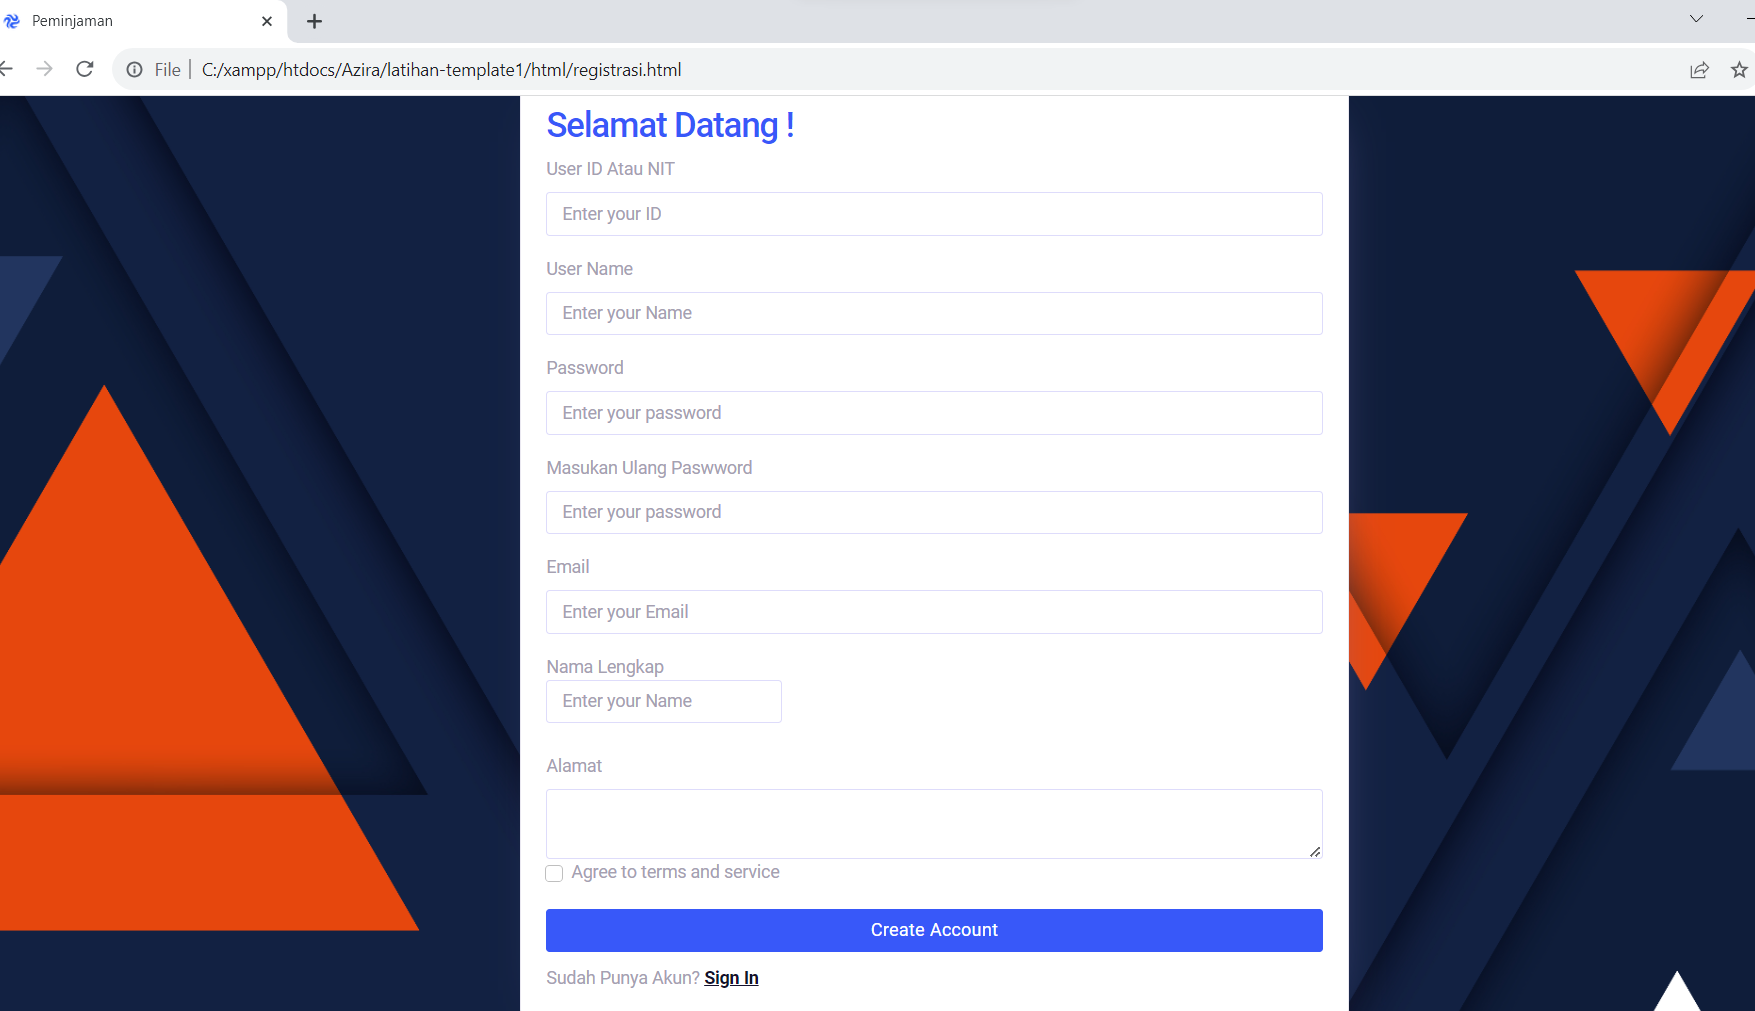 Peminjaman
File
C:/xampp/htdocs/Azira/latihan-template1/html/registrasi.html
Selamat Datang !
User ID Atau NIT
Enter your ID
User Name
Enter your Name
Password
Enter your password
Masukan Ulang Paswword
Enter your password
Email
Enter your Email
Nama Lengkap
Enter your Name
Alamat
Agree to terms and service
Create Account
Sudah Punya Akun? Sign In